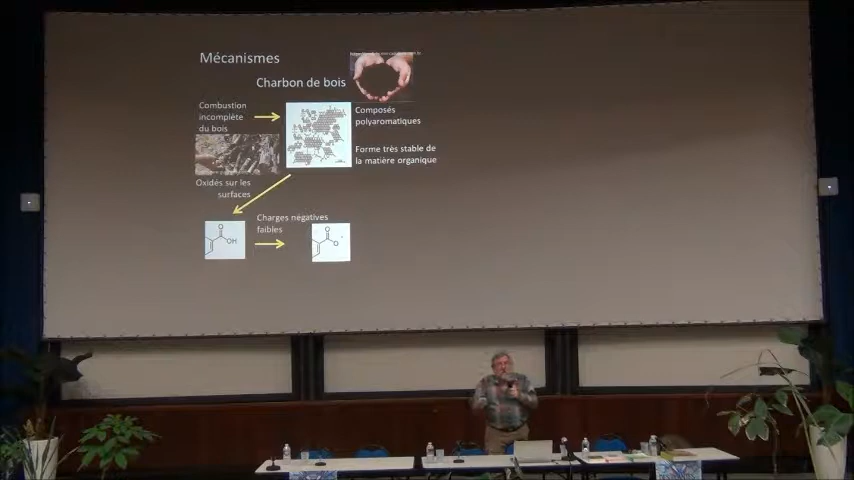 Mécanismes
Charbon de bois
Combustion
incomplète
du bois
Composés
polyaromatiques
Forme très stable de
la matière organique
Oxidés sur les
surfaces
Charges négatives
faibles
O
OH
O
O